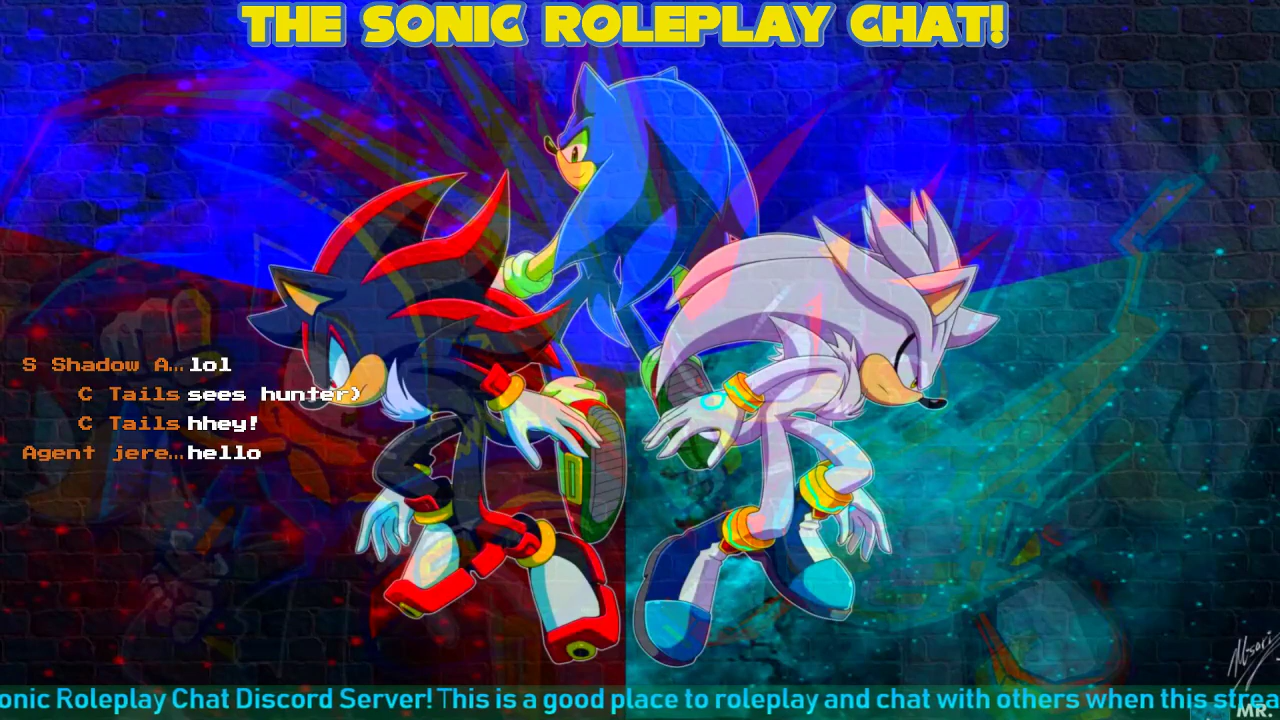 THE SONIC ROLEPLAY CHAT!
S Shadow A... lol
C Tails sees hunter)
C Tails hhey!
Agent jere... hello
onic Roleplay Chat Discord Server! This is a good place to roleplay and chat with others when this strea
MR.